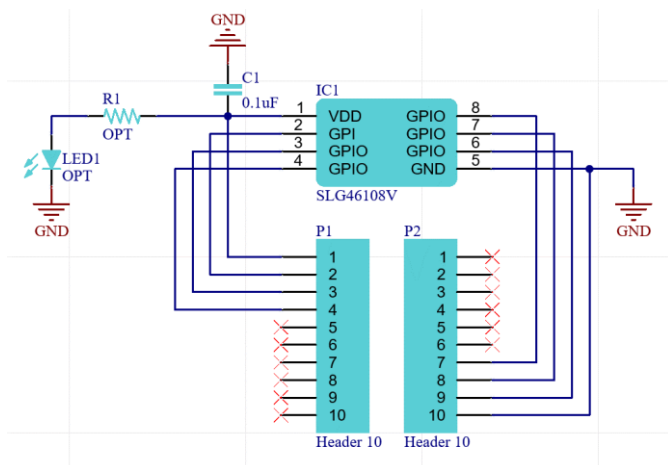 GND
C1
0.1uF
R1
OPT
LED1
OPT
GND
IC1
1 VDD GPIO 8
2 GPI GPIO 7
3 GPIO GPIO 6
4 GPIO GND 5
SLG46108V
GND
P1 P2
1 1
2 2
3 3
4 4
5 5
6 6
7 7
8 8
9 9
10 10
Header 10 Header 10